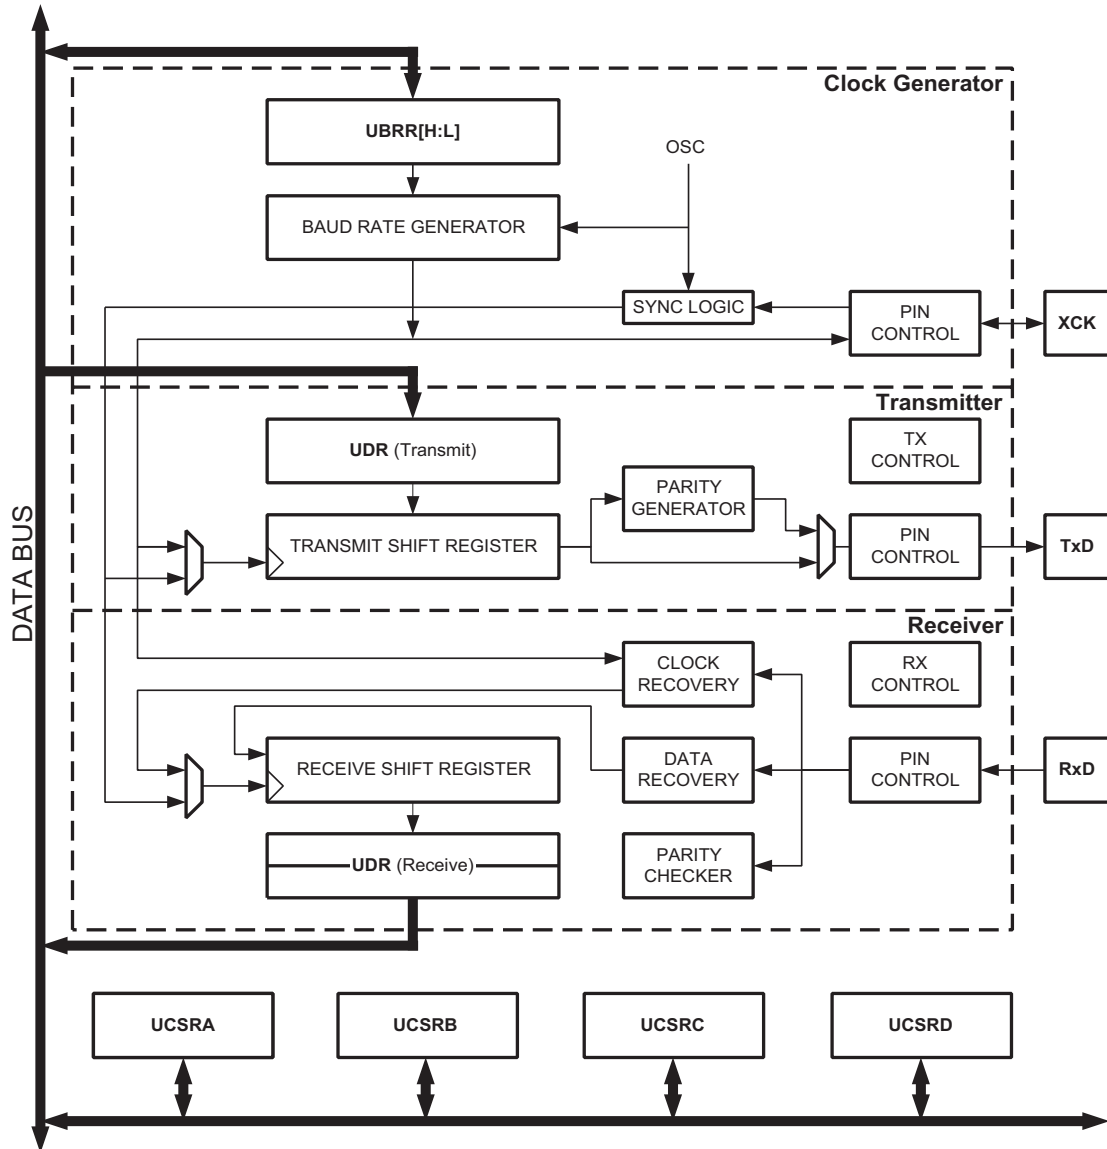 Clock Generator
UBRR[H:L]
OSC
BAUD RATE GENERATOR
SYNC LOGIC
PIN
CONTROL
XCK
DATA BUS
Transmitter
UDR (Transmit)
TX
CONTROL
PARITY
GENERATOR
TRANSMIT SHIFT REGISTER
PIN
CONTROL
TxD
Receiver
CLOCK
RECOVERY
RX
CONTROL
RECEIVE SHIFT REGISTER
DATA
RECOVERY
PIN
CONTROL
RxD
UDR (Receive)
PARITY
CHECKER
UCSRA
UCSRB
UCSRC
UCSRD